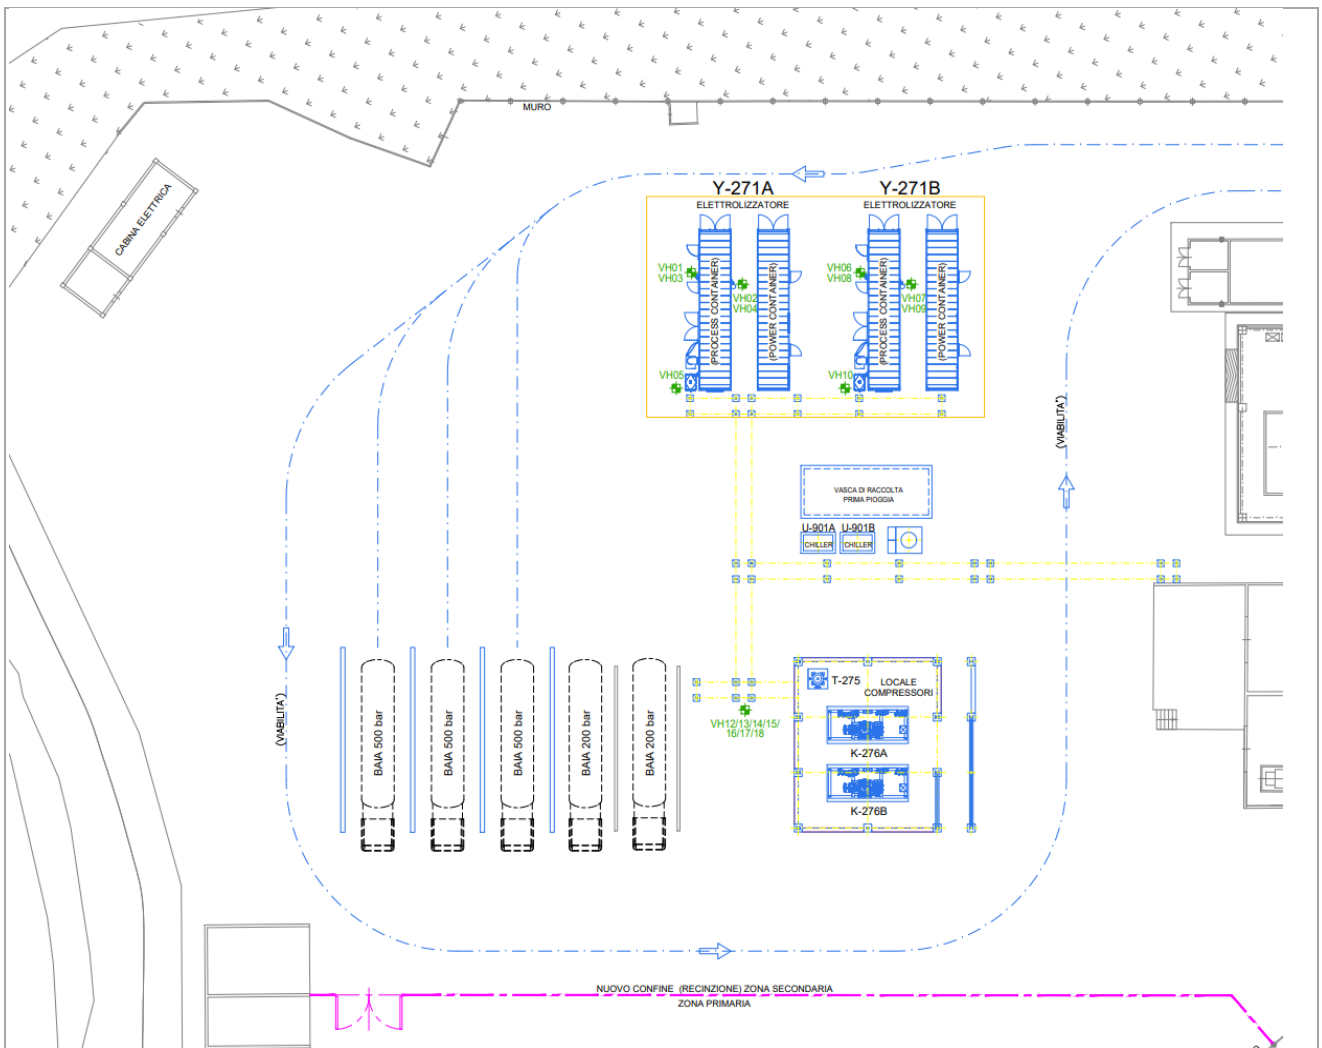 MURO
CABINA ELETTRICA
Y-271A
ELETTROLIZZATORE
Y-271B
ELETTROLIZZATORE
VH01
VH03
(PROCESS CONTAINER)
VH02
VH04
(POWER CONTAINER)
VH05
VH06
VH08
(PROCESS CONTAINER)
VH07
VH09
(POWER CONTAINER)
VH10
(VIABILITA')
VASCA DI RACCOLTA
PRIMA PIOGGIA
U-901A
CHILLER
U-901B
CHILLER
(VIABILITA')
BAIA 500 bar
BAIA 500 bar
BAIA 500 bar
BAIA 200 bar
BAIA 200 bar
VH12/13/14/15/
16/17/18
T-275
LOCALE
COMPRESSORI
K-276A
K-276B
NUOVO CONFINE (RECINZIONE) ZONA SECONDARIA
ZONA PRIMARIA